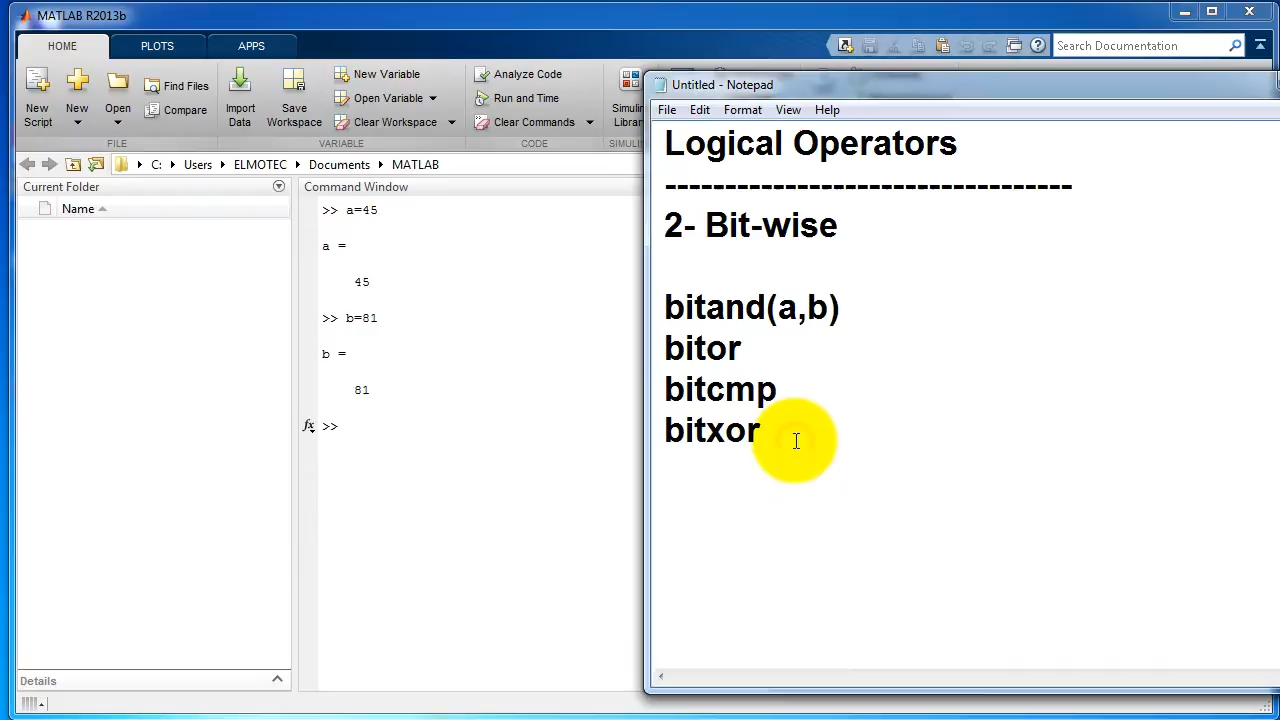 MATLAB R2013b
HOME PLOTS APPS
Search Documentation
New Script
New
Open
Find Files
Compare
Import Data
Save Workspace
New Variable
Open Variable
Clear Workspace
Analyze Code
Run and Time
Clear Commands
FILE VARIABLE CODE
C: Users ELMOTEC Documents MATLAB
Current Folder
Name
Details
Command Window
>> a=45
a =
45
>> b=81
b =
81
fx >>
Untitled - Notepad
File Edit Format View Help
Logical Operators
----------------------------------
2- Bit-wise
bitand(a,b)
bitor
bitcmp
bitxor